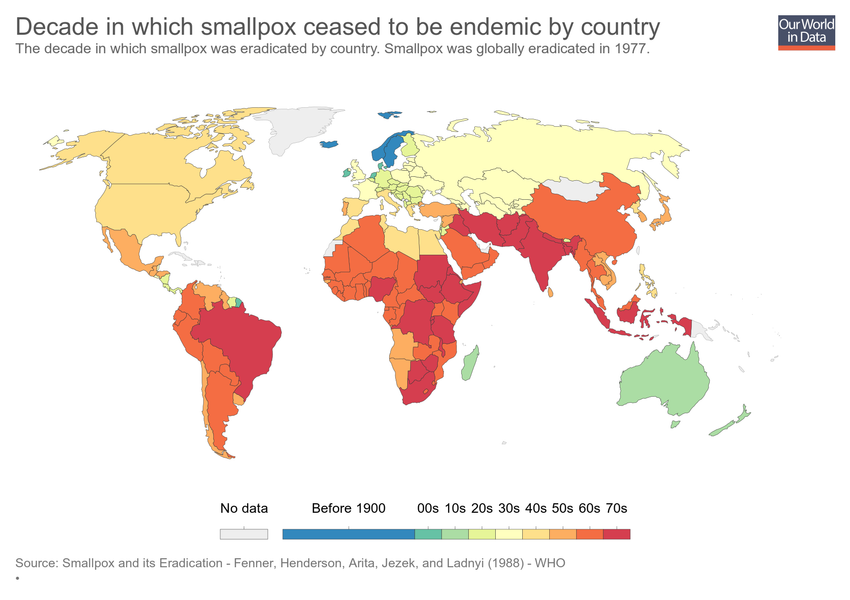 Decade in which smallpox ceased to be endemic by country
The decade in which smallpox was eradicated by country. Smallpox was globally eradicated in 1977.
Our World
in Data
No data
Before 1900
00s 10s 20s 30s 40s 50s 60s 70s
Source: Smallpox and its Eradication - Fenner, Henderson, Arita, Jezek, and Ladnyi (1988) - WHO
•